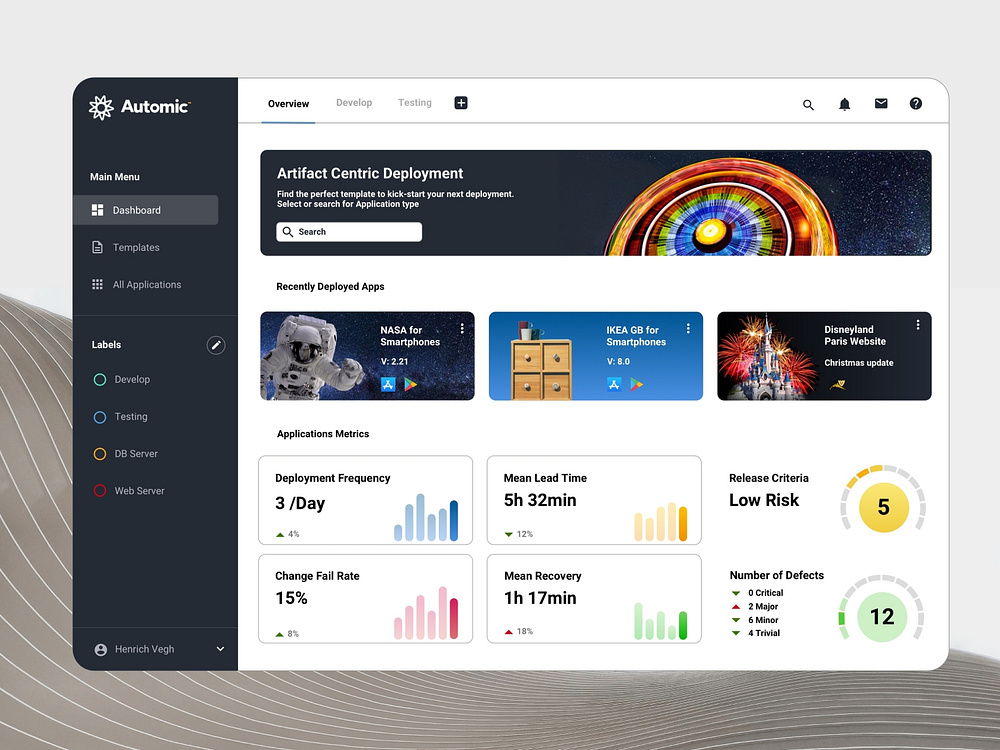 Automic
Main Menu
Dashboard
Templates
All Applications
Labels
Develop
Testing
DB Server
Web Server
Henrich Vegh
Overview
Develop
Testing
Artifact Centric Deployment
Find the perfect template to kick-start your next deployment.
Select or search for Application type
Search
Recently Deployed Apps
NASA for
Smartphones
V: 2.21
IKEA GB for
Smartphones
V: 8.0
Disneyland
Paris Website
Christmas update
Applications Metrics
Deployment Frequency
3 /Day
4%
Mean Lead Time
5h 32min
12%
Release Criteria
Low Risk
5
Change Fail Rate
15%
8%
Mean Recovery
1h 17min
18%
Number of Defects
0 Critical
2 Major
6 Minor
4 Trivial
12